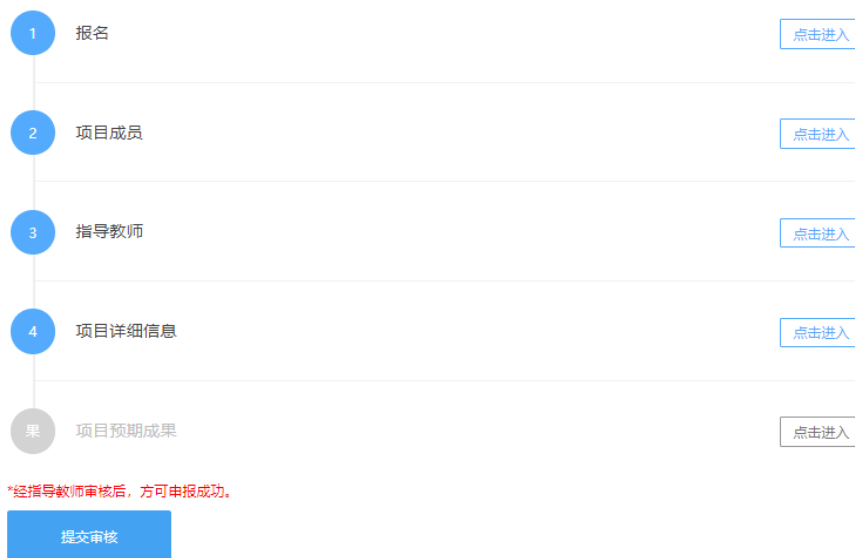 1 报名 点击进入
2 项目成员 点击进入
3 指导教师 点击进入
4 项目详细信息 点击进入
果 项目预期成果 点击进入
*经指导教师审核后，方可申报成功。
提交审核